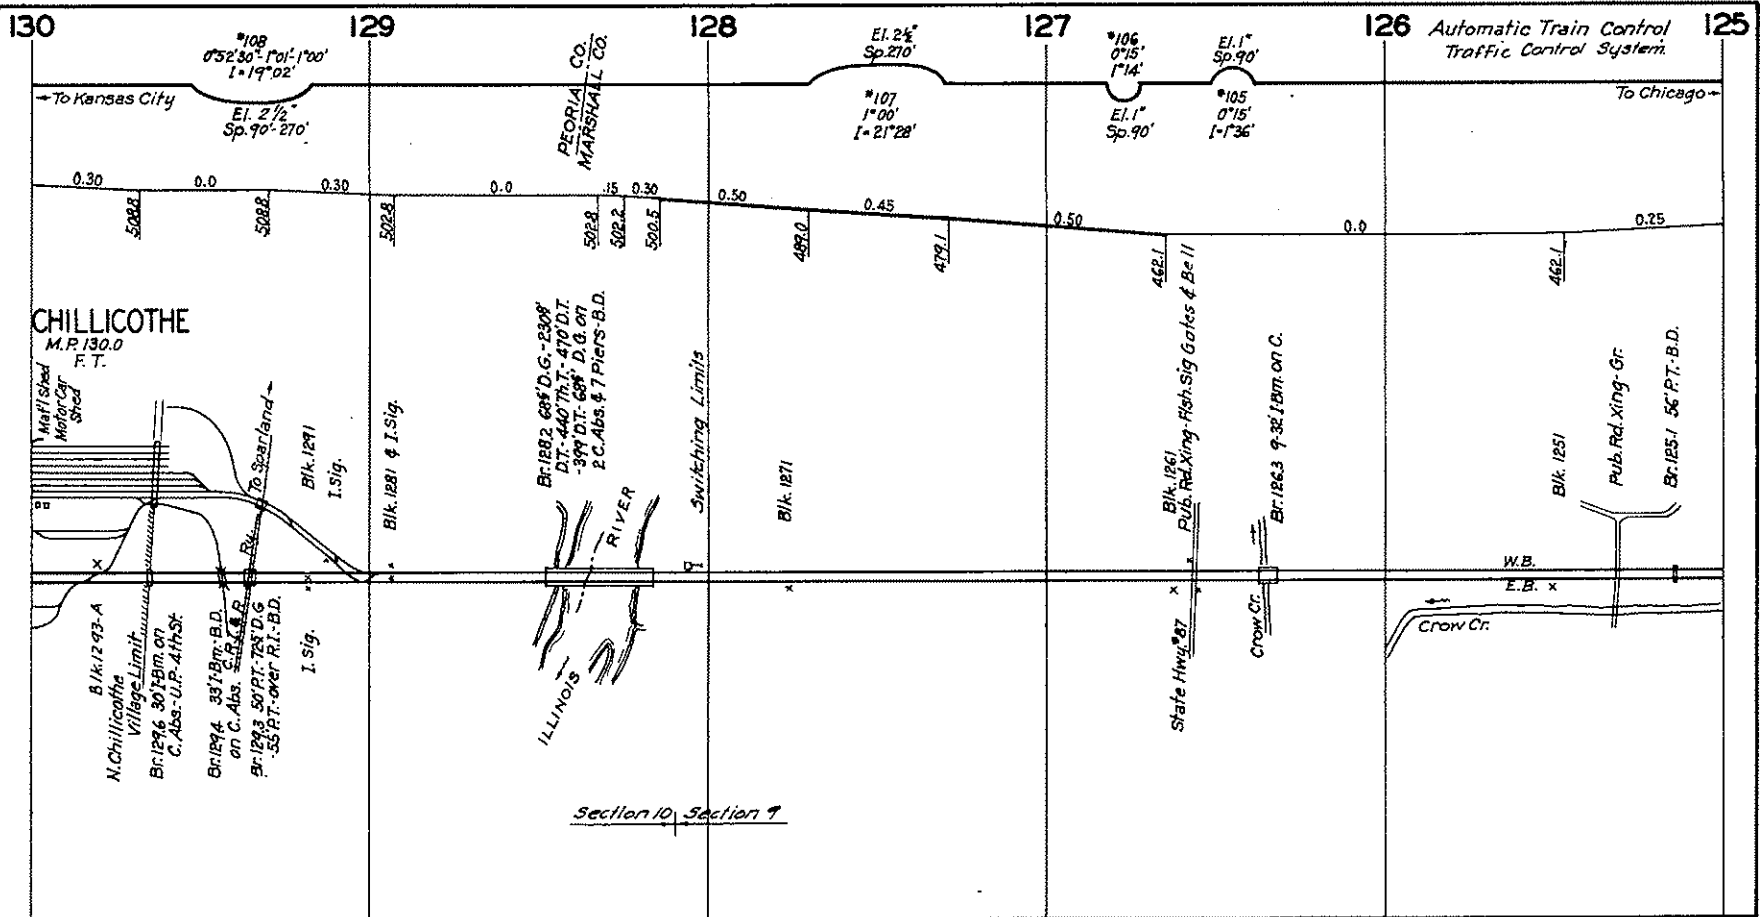 130
129
128
127
126
125
Automatic Train Control
Traffic Control System.
#108
0°52'30"-1°01'-1°00'
I=19°02'
El. 2 1/2"
Sp. 90'-270'
←To Kansas City
PEORIA CO.
MARSHALL CO.
El. 2½"
Sp. 270'
#107
1°00'
I=21°28'
#106
0°15'
1°14'
El. 1"
Sp. 90'
El. 1"
Sp. 90'
#105
0°15'
I=1°36'
To Chicago→
0.30
0.0
0.30
0.0
.15
0.30
0.50
0.45
0.50
0.0
0.25
508.8
508.8
502.8
502.8
502.2
500.5
489.0
479.1
462.1
462.1
CHILLICOTHE
M.P. 130.0
F.T.
Mat'l Shed
Motor Car
Shed
To Sparland→
Ry.
Blk. 1291
I. Sig.
Blk. 1281 & I. Sig.
Br. 128.2 68' D.G.-230'
D.T.-440' Th.T.-470' D.T.
-399' D.T.-68' D.G. on
2 C. Abs. & 7 Piers-B.D.
RIVER
ILLINOIS
Switching Limits
Blk. 1271
Blk. 1261
Pub. Rd. Xing-Flsh. Sig Gates & Bell
Br. 126.3 9-32' I-Bm. on C.
Blk. 1251
Pub. Rd. Xing-Gr.
Br. 125.1 56' P.T.-B.D.
W.B.
E.B.
Crow Cr.
Crow Cr.
State Hwy. #87
Blk. 1293-A
N. Chillicothe
Village Limit
Br. 129.6 30' I-Bm. on
C. Abs.-U.P.-4th St.
Br. 129.4 33' I-Bm.-B.D.
on C. Abs.
C.R.I. & P.
Br. 129.3 50' P.T.-72' D.G
-55' P.T.-over R.I.-B.D.
I. Sig.
Section 10
Section 9